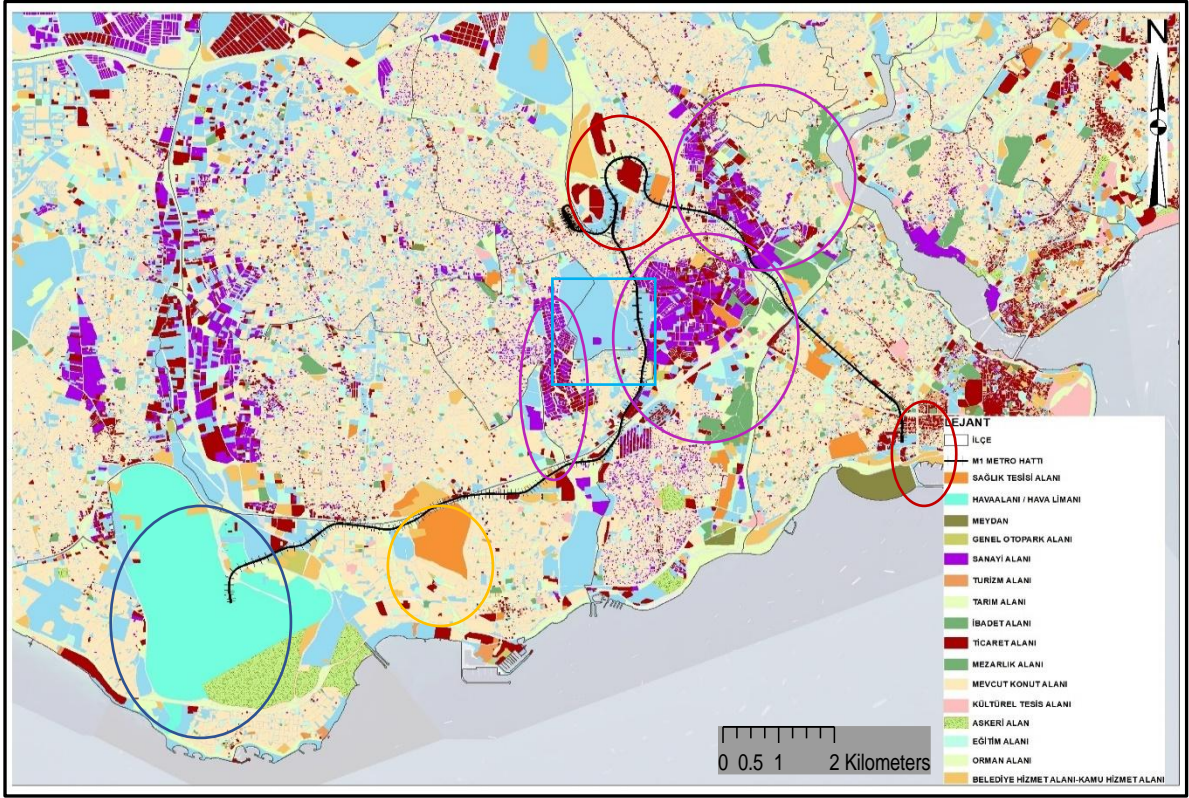 N
LEJANT
İLÇE
M1 METRO HATTI
SAĞLIK TESİSİ ALANI
HAVAALANI / HAVA LİMANI
MEYDAN
GENEL OTOPARK ALANI
SANAYİ ALANI
TURİZM ALANI
TARIM ALANI
İBADET ALANI
TİCARET ALANI
MEZARLIK ALANI
MEVCUT KONUT ALANI
KÜLTÜREL TESİS ALANI
ASKERİ ALAN
EĞİTİM ALANI
ORMAN ALANI
BELEDİYE HİZMET ALANI-KAMU HİZMET ALANI
0 0.5 1 2 Kilometers